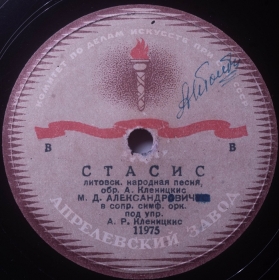 КОМИТЕТ ПО ДЕЛАМ ИСКУССТВ ПРИ
В В
СТАСИС
литовск. народная песня,
обр. А. Кленицкис
М. Д. АЛЕКСАНДРОВИЧ
в сопр. симф. орк.
под упр.
А. Р. Кленицкис
11975
АПРЕЛЕВСКИЙ ЗАВОД